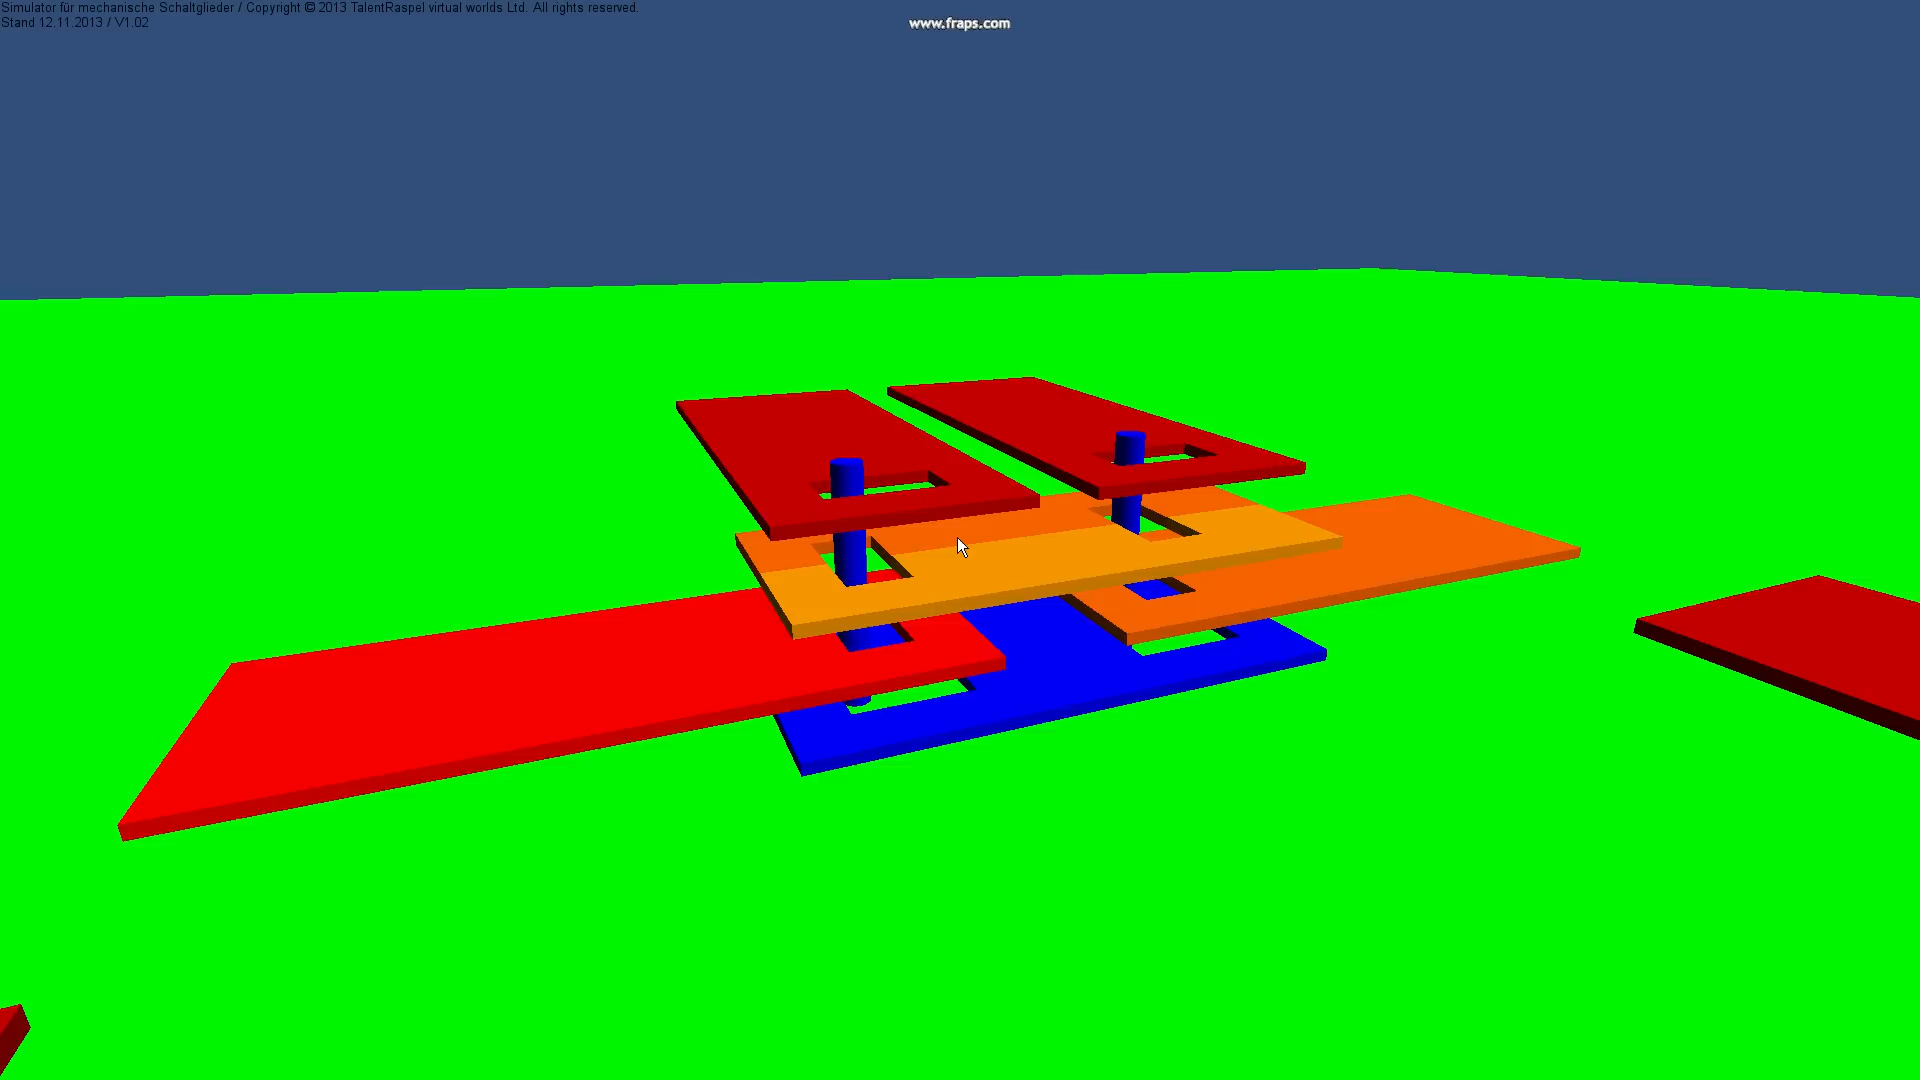 Simulator für mechanische Schaltglieder / Copyright © 2013 TalentRaspel virtual worlds Ltd. All rights reserved.
Stand 12.11.2013 / V1.02
www.fraps.com